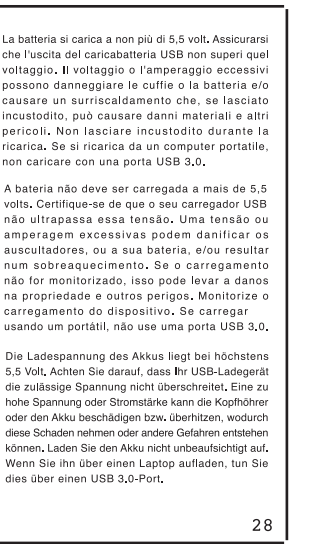 La batteria si carica a non più di 5,5 volt. Assicurarsi
che l'uscita del caricabatteria USB non superi quel
voltaggio. Il voltaggio o l'amperaggio eccessivi
possono danneggiare le cuffie o la batteria e/o
causare un surriscaldamento che, se lasciato
incustodito, può causare danni materiali e altri
pericoli. Non lasciare incustodito durante la
ricarica. Se si ricarica da un computer portatile,
non caricare con una porta USB 3.0.
A bateria não deve ser carregada a mais de 5,5
volts. Certifique-se de que o seu carregador USB
não ultrapassa essa tensão. Uma tensão ou
amperagem excessivas podem danificar os
auscultadores, ou a sua bateria, e/ou resultar
num sobreaquecimento. Se o carregamento
não for monitorizado, isso pode levar a danos
na propriedade e outros perigos. Monitorize o
carregamento do dispositivo. Se carregar
usando um portátil, não use uma porta USB 3.0.
Die Ladespannung des Akkus liegt bei höchstens
5,5 Volt. Achten Sie darauf, dass Ihr USB-Ladegerät
die zulässige Spannung nicht überschreitet. Eine zu
hohe Spannung oder Stromstärke kann die Kopfhörer
oder den Akku beschädigen bzw. überhitzen, wodurch
diese Schaden nehmen oder andere Gefahren entstehen
können. Laden Sie den Akku nicht unbeaufsichtigt auf.
Wenn Sie ihn über einen Laptop aufladen, tun Sie
dies über einen USB 3.0-Port.
28